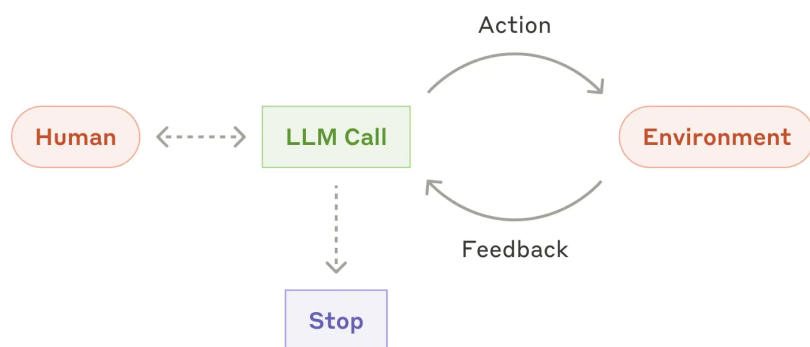 Action
Human
LLM Call
Environment
Feedback
Stop